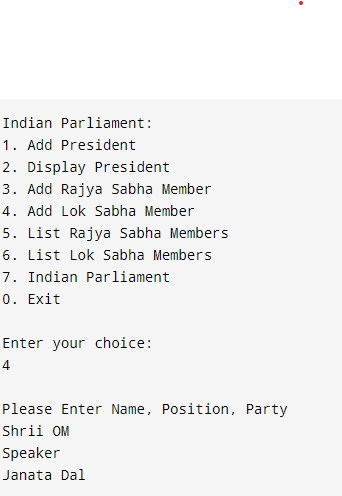 Indian Parliament:
1. Add President
2. Display President
3. Add Rajya Sabha Member
4. Add Lok Sabha Member
5. List Rajya Sabha Members
6. List Lok Sabha Members
7. Indian Parliament
0. Exit
Enter your choice:
4
Please Enter Name, Position, Party
Shrii OM
Speaker
Janata Dal